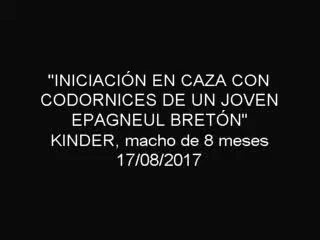 "INICIACIÓN EN CAZA CON
CODORNICES DE UN JOVEN
EPAGNEUL BRETÓN"
KINDER, macho de 8 meses
17/08/2017